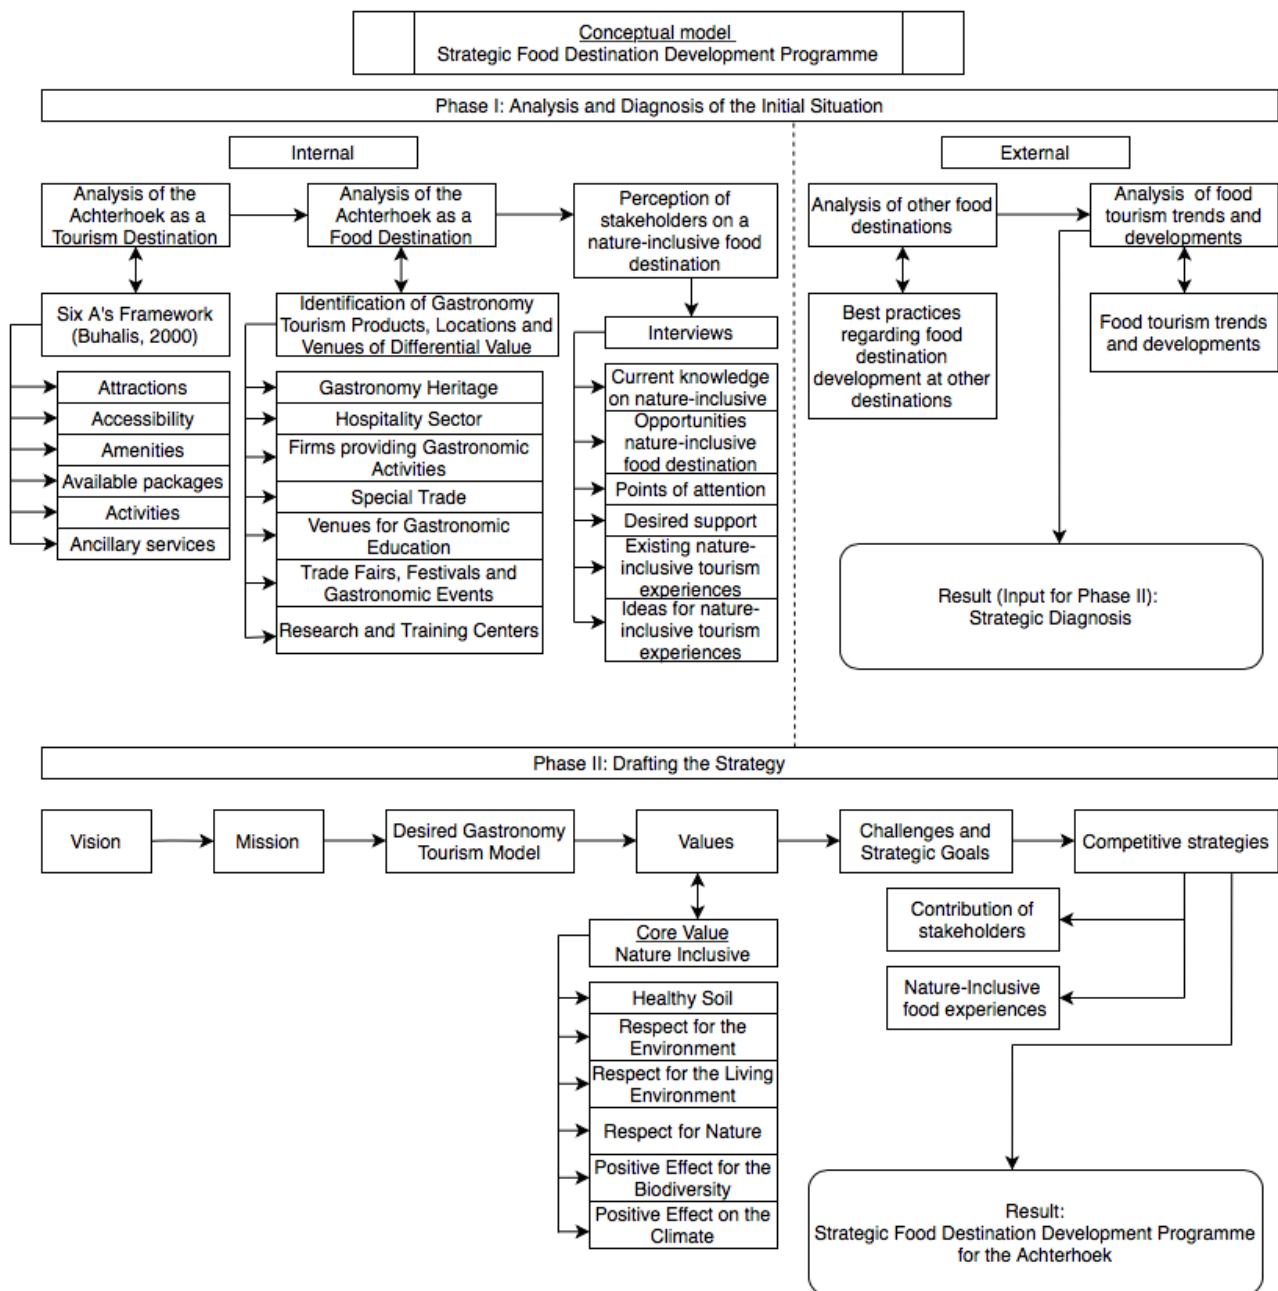 Conceptual model
Strategic Food Destination Development Programme
Phase I: Analysis and Diagnosis of the Initial Situation
Internal
External
Analysis of the
Achterhoek as a
Tourism Destination
Analysis of the
Achterhoek as a
Food Destination
Perception of
stakeholders on a
nature-inclusive food
destination
Analysis of other food
destinations
Analysis of food
tourism trends and
developments
Six A's Framework
(Buhalis, 2000)
Attractions
Accessibility
Amenities
Available packages
Activities
Ancillary services
Identification of Gastronomy
Tourism Products, Locations and
Venues of Differential Value
Gastronomy Heritage
Hospitality Sector
Firms providing Gastronomic
Activities
Special Trade
Venues for Gastronomic
Education
Trade Fairs, Festivals and
Gastronomic Events
Research and Training Centers
Interviews
Current knowledge
on nature-inclusive
Opportunities
nature-inclusive
food destination
Points of attention
Desired support
Existing nature-
inclusive tourism
experiences
Ideas for nature-
inclusive tourism
experiences
Best practices
regarding food
destination
development at other
destinations
Food tourism trends
and developments
Result (Input for Phase II):
Strategic Diagnosis
Phase II: Drafting the Strategy
Vision
Mission
Desired Gastronomy
Tourism Model
Values
Challenges and
Strategic Goals
Competitive strategies
Core Value
Nature Inclusive
Healthy Soil
Respect for the
Environment
Respect for the Living
Environment
Respect for Nature
Positive Effect for the
Biodiversity
Positive Effect on the
Climate
Contribution of
stakeholders
Nature-Inclusive
food experiences
Result:
Strategic Food Destination Development Programme
for the Achterhoek